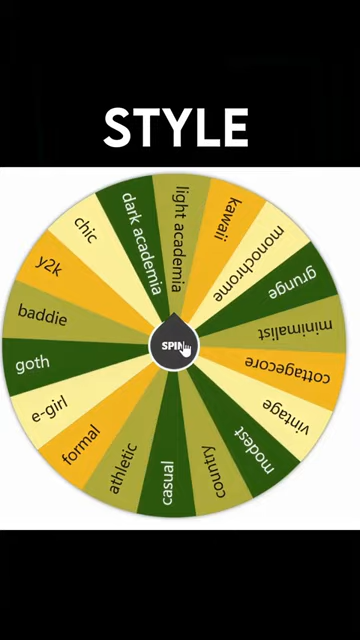 STYLE
light academia
kawaii
monochrome
grunge
minimalist
cottagecore
vintage
modest
country
casual
athletic
formal
e-girl
goth
baddie
y2k
chic
dark academia
SPIN